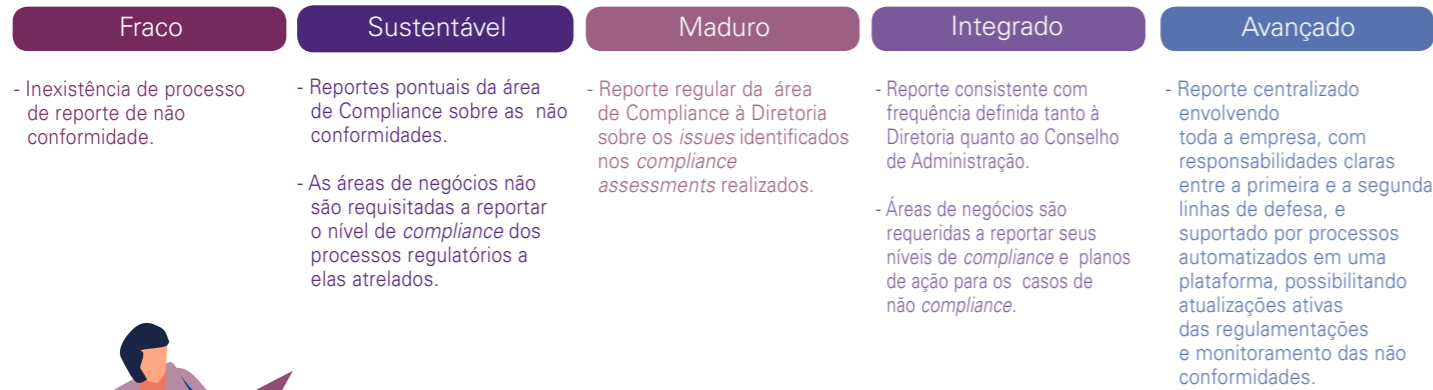 Fraco
- Inexistência de processo
de reporte de não
conformidade.
Sustentável
- Reportes pontuais da área
de Compliance sobre as não
conformidades.
- As áreas de negócios não
são requisitadas a reportar
o nível de compliance dos
processos regulatórios a
elas atrelados.
Maduro
- Reporte regular da área
de Compliance à Diretoria
sobre os issues identificados
nos compliance
assessments realizados.
Integrado
- Reporte consistente com
frequência definida tanto à
Diretoria quanto ao Conselho
de Administração.
- Áreas de negócios são
requeridas a reportar seus
níveis de compliance e planos
de ação para os casos de
não compliance.
Avançado
- Reporte centralizado
envolvendo
toda a empresa, com
responsabilidades claras
entre a primeira e a segunda
linhas de defesa, e
suportado por processos
automatizados em uma
plataforma, possibilitando
atualizações ativas
das regulamentações
e monitoramento das não
conformidades.